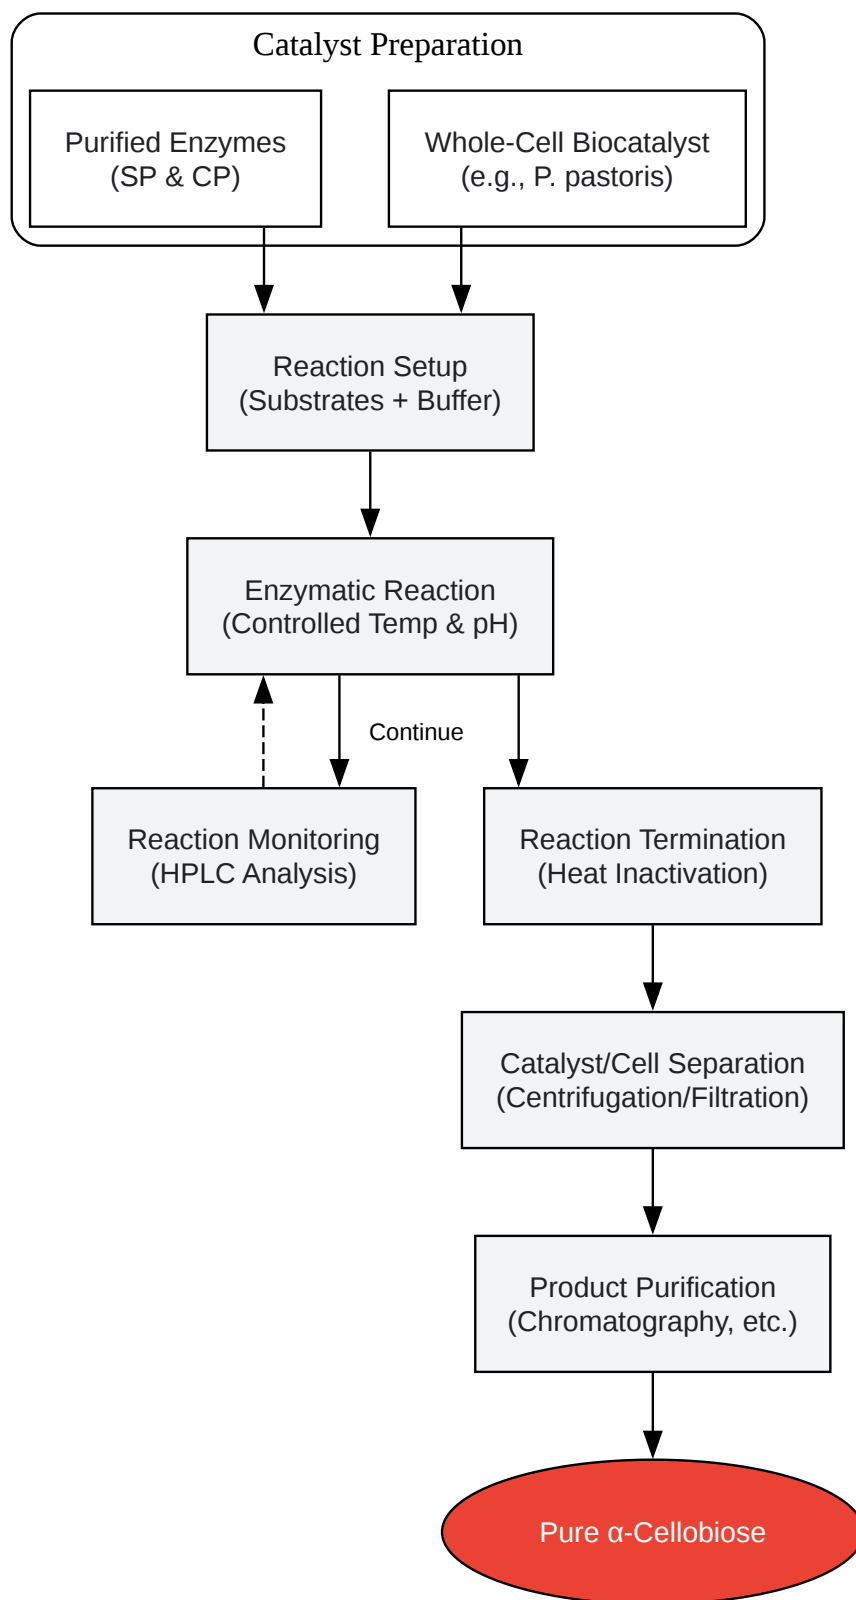 Catalyst Preparation
Purified Enzymes
(SP & CP)
Whole-Cell Biocatalyst
(e.g., P. pastoris)
Reaction Setup
(Substrates + Buffer)
Enzymatic Reaction
(Controlled Temp & pH)
Continue
Reaction Monitoring
(HPLC Analysis)
Reaction Termination
(Heat Inactivation)
Catalyst/Cell Separation
(Centrifugation/Filtration)
Product Purification
(Chromatography, etc.)
Pure α-Cellobiose